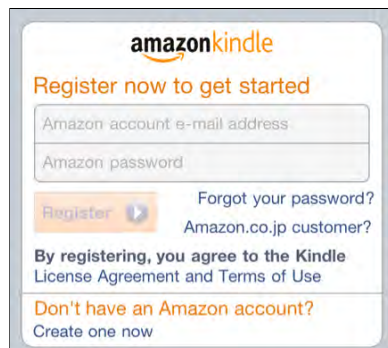 amazonkindle
Register now to get started
Amazon account e-mail address
Amazon password
Register
Forgot your password?
Amazon.co.jp customer?
By registering, you agree to the Kindle
License Agreement and Terms of Use
Don't have an Amazon account?
Create one now